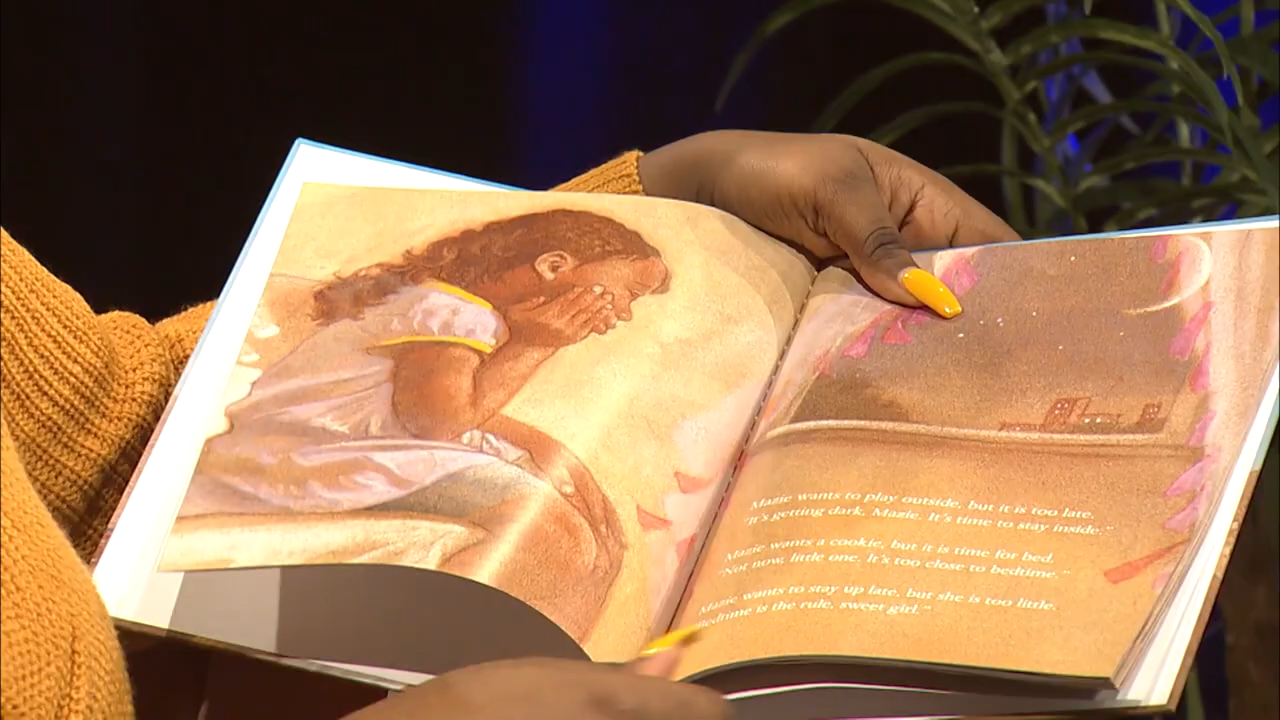 Mazie wants to play outside, but it is too late.
"It's getting dark, Mazie. It's time to stay inside."
Mazie wants a cookie, but it is time for bed.
"Not now, little one. It's too close to bedtime."
Mazie wants to stay up late, but she is too little.
Bedtime is the rule, sweet girl."